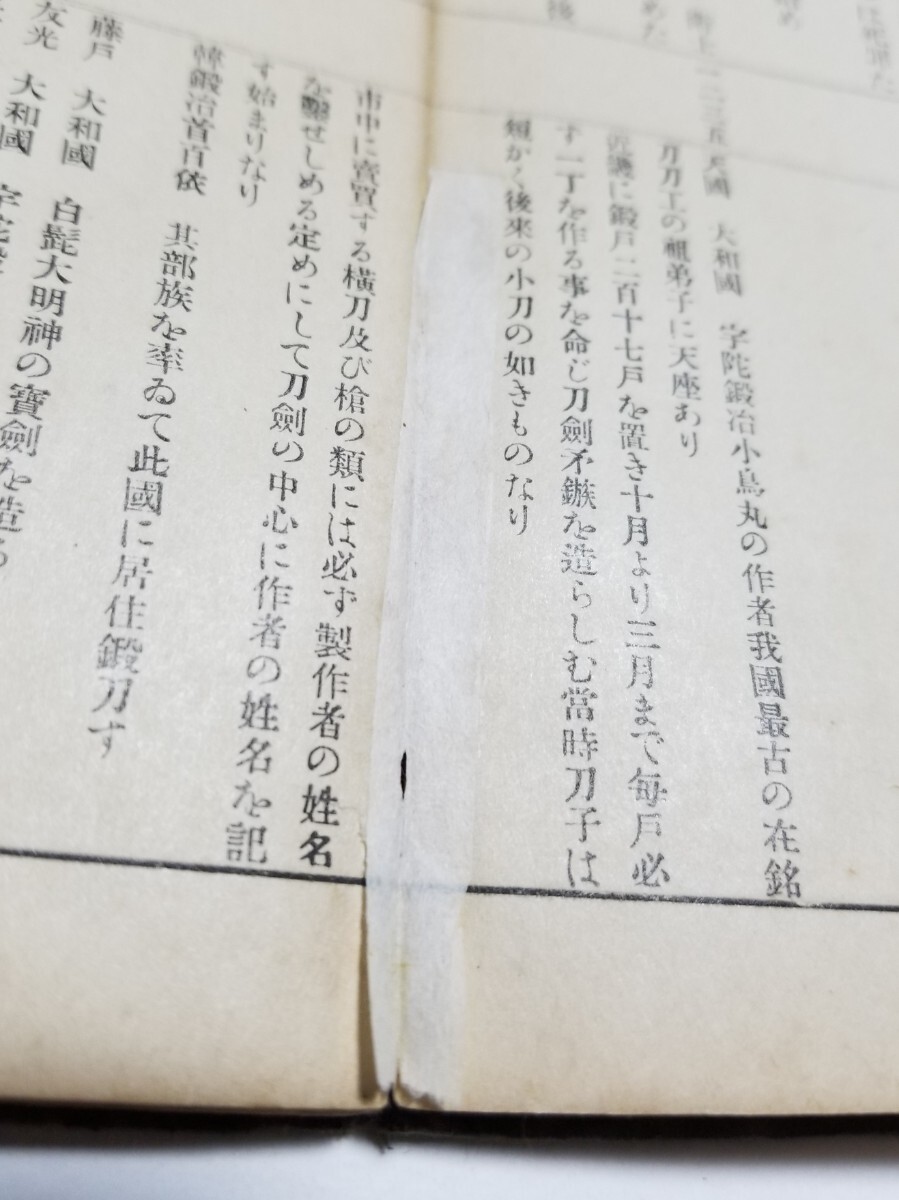 大和國 宇陀鍛冶小烏丸の作者我國最古の在銘
刀工の祖弟子に天座あり
近畿に鍛戸二百十七戸を置き十月より三月まで毎戸必
ず一丁を作る事を命じ刀劍矛鏃を造らしむ當時刀子は
短かく後來の小刀の如きものなり
市中に賣買する橫刀及び槍の類には必ず製作者の姓名
を鑿せしめる定めにして刀劍の中心に作者の姓名を記
す始まりなり
韓鍛冶首百依 其部族を率ゐて此國に居住鍛刀す
藤戸 大和國 白髭大明神の寶劍を造る
友光 大和國